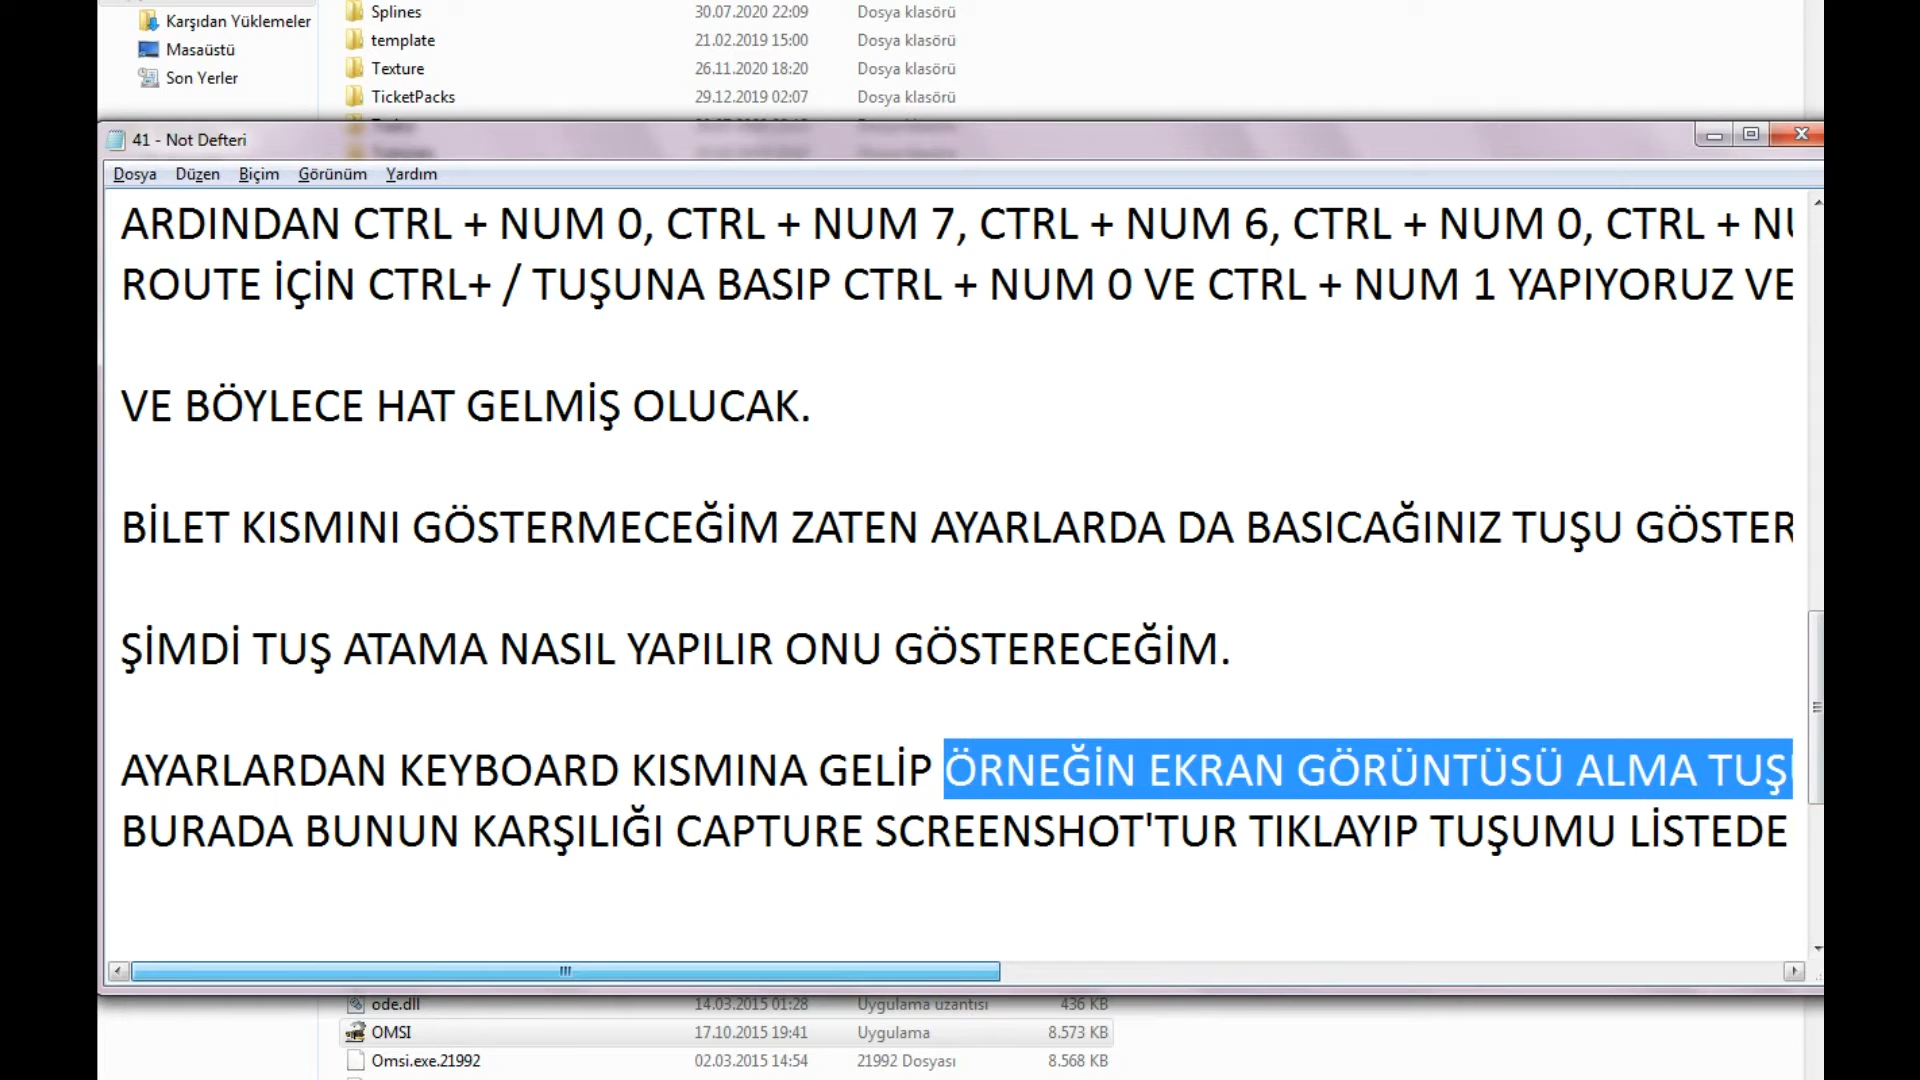 Karşıdan Yüklemeler
Masaüstü
Son Yerler
Splines 30.07.2020 22:09 Dosya klasörü
template 21.02.2019 15:00 Dosya klasörü
Texture 26.11.2020 18:20 Dosya klasörü
TicketPacks 29.12.2019 02:07 Dosya klasörü
41 - Not Defteri
Dosya Düzen Biçim Görünüm Yardım
ARDINDAN CTRL + NUM 0, CTRL + NUM 7, CTRL + NUM 6, CTRL + NUM 0, CTRL +
ROUTE İÇİN CTRL+ / TUŞUNA BASIP CTRL + NUM 0 VE CTRL + NUM 1 YAPIYORUZ VE
VE BÖYLECE HAT GELMİŞ OLUCAK.
BİLET KISMINI GÖSTERMECEĞİM ZATEN AYARLARDA DA BASICAĞINIZ TUŞU GÖSTER
ŞİMDİ TUŞ ATAMA NASIL YAPILIR ONU GÖSTERECEĞİM.
AYARLARDAN KEYBOARD KISMINA GELİP ÖRNEĞİN EKRAN GÖRÜNTÜSÜ ALMA TUŞ
BURADA BUNUN KARŞILIĞI CAPTURE SCREENSHOT'TUR TIKLAYIP TUŞUMU LİSTEDE
ode.dll 14.03.2015 01:28 Uygulama uzantısı 436 KB
OMSI 17.10.2015 19:41 Uygulama 8.573 KB
Omsi.exe.21992 02.03.2015 14:54 21992 Dosyası 8.568 KB